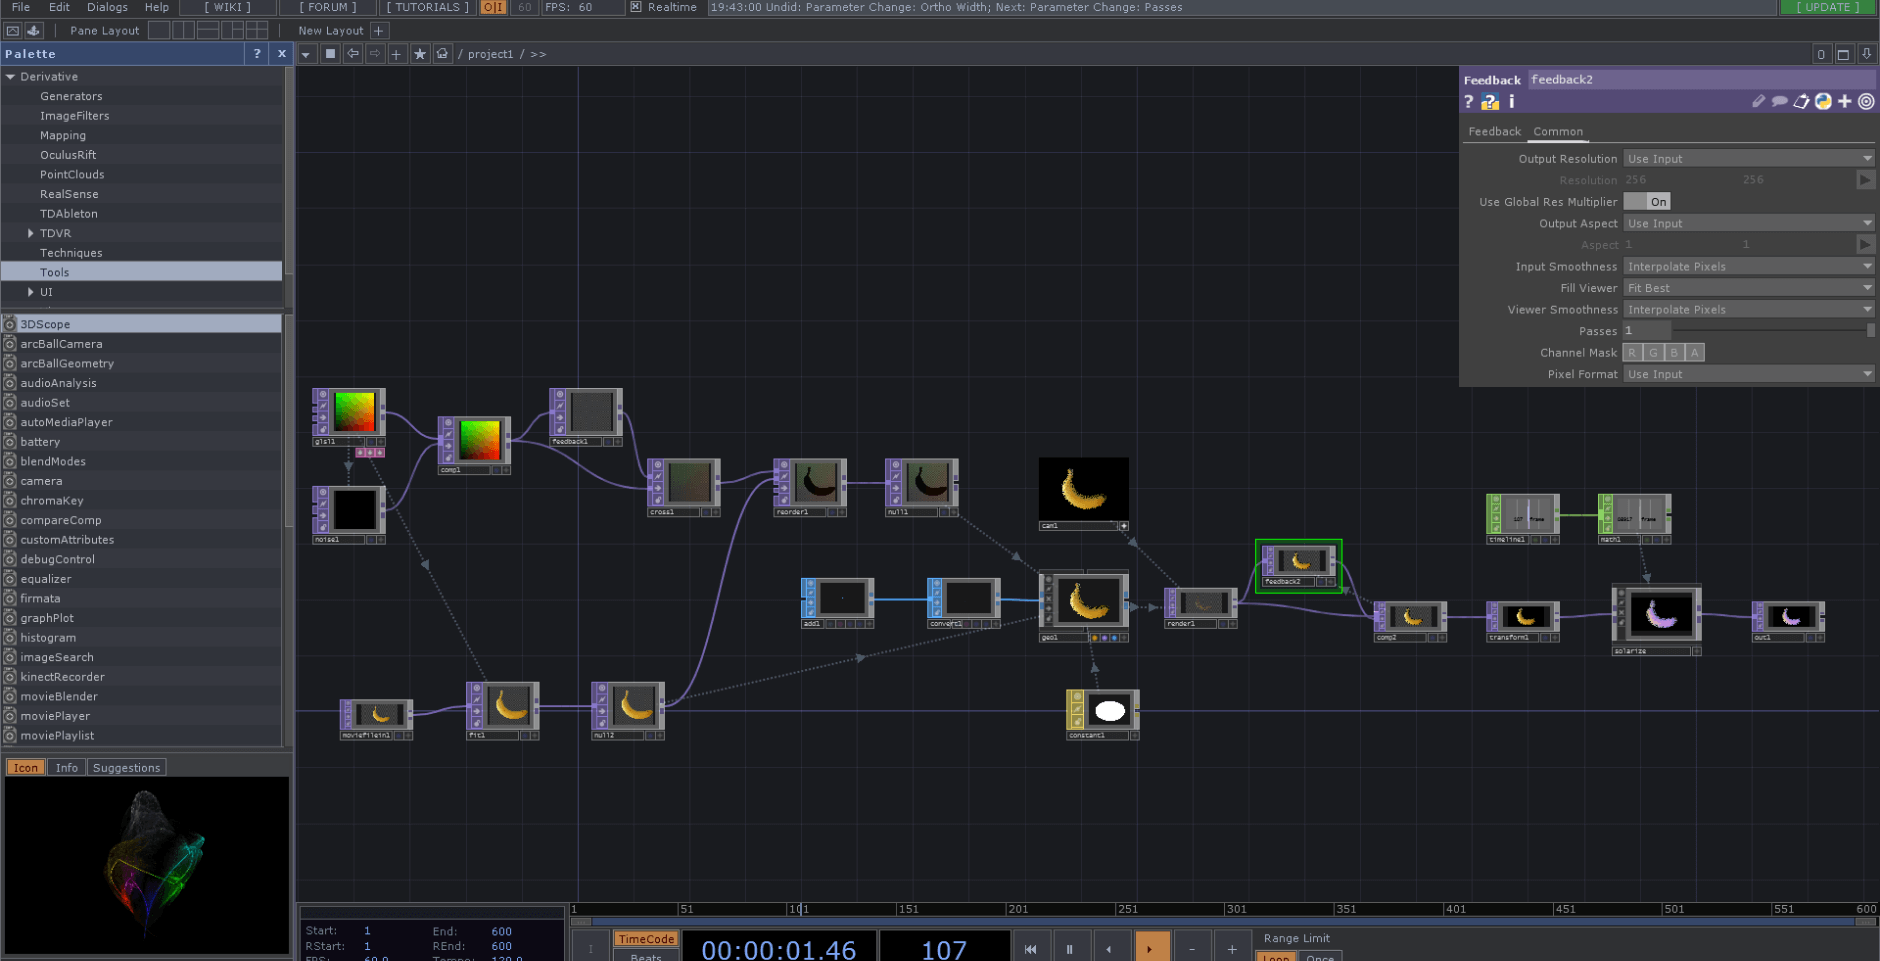 File Edit Dialogs Help [ WIKI ] [ FORUM ] [ TUTORIALS ] O|I 60 FPS: 60 Realtime 19:43:00 Undid: Parameter Change: Ortho Width; Next: Parameter Change: Passes [ UPDATE ]
Pane Layout New Layout +
Palette ? x / project1 / >>
Derivative
Generators
ImageFilters
Mapping
OculusRift
PointClouds
RealSense
TDAbleton
TDVR
Techniques
Tools
UI
3DScope
arcBallCamera
arcBallGeometry
audioAnalysis
audioSet
autoMediaPlayer
battery
blendModes
camera
chromaKey
compareComp
customAttributes
debugControl
equalizer
firmata
graphPlot
histogram
imageSearch
kinectRecorder
movieBlender
moviePlayer
moviePlaylist
Icon Info Suggestions
Feedback feedback2
? ? i
Feedback Common
Output Resolution Use Input
Resolution 256 256
Use Global Res Multiplier On
Output Aspect Use Input
Aspect 1 1
Input Smoothness Interpolate Pixels
Fill Viewer Fit Best
Viewer Smoothness Interpolate Pixels
Passes 1
Channel Mask R G B A
Pixel Format Use Input
glsl1
comp1
feedback1
noise1
cross1
reorder1
null1
cam1
timeline1
math1
add1
convert1
geo1
render1
feedback2
comp2
transform1
solarize
out1
moviefilein1
fit1
null2
constant1
1 51 101 151 201 251 301 351 401 451 501 551 600
Start: 1 End: 600
RStart: 1 REnd: 600
FPS: 60.0 Tempo: 120.0
TimeCode
Beats
00:00:01.46
107
- +
Range Limit
Loop Once